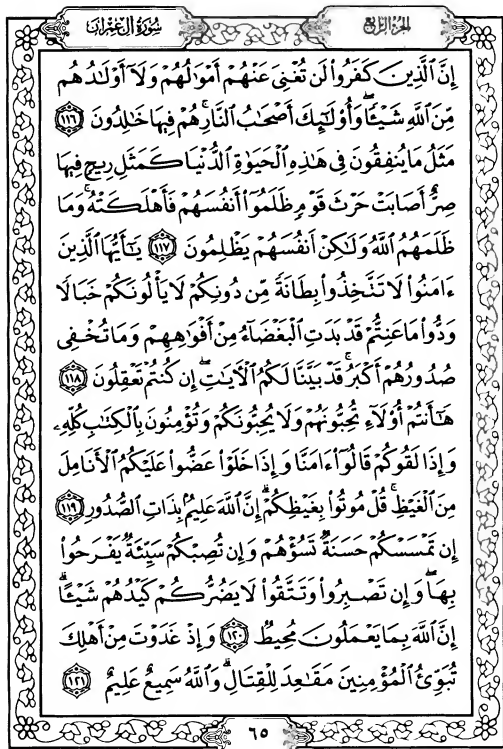 سُورَةُ آلِ عِمْرَانَ
الجُزْءُ الرَّابِعُ
إِنَّ ٱلَّذِينَ كَفَرُواْ لَن تُغْنِيَ عَنْهُمْ أَمْوَٰلُهُمْ وَلَآ أَوْلَٰدُهُم
مِّنَ ٱللَّهِ شَيْـًٔا ۖ وَأُوْلَٰٓئِكَ أَصْحَٰبُ ٱلنَّارِ ۚ هُمْ فِيهَا خَٰلِدُونَ ١١٦
مَثَلُ مَا يُنفِقُونَ فِي هَٰذِهِ ٱلْحَيَوٰةِ ٱلدُّنْيَا كَمَثَلِ رِيحٍ فِيهَا
صِرٌّ أَصَابَتْ حَرْثَ قَوْمٍ ظَلَمُوٓاْ أَنفُسَهُمْ فَأَهْلَكَتْهُ ۚ وَمَا
ظَلَمَهُمُ ٱللَّهُ وَلَٰكِنْ أَنفُسَهُمْ يَظْلِمُونَ ١١٧ يَٰٓأَيُّهَا ٱلَّذِينَ
ءَامَنُواْ لَا تَتَّخِذُواْ بِطَانَةً مِّن دُونِكُمْ لَا يَأْلُونَكُمْ خَبَالًا
وَدُّواْ مَا عَنِتُّمْ قَدْ بَدَتِ ٱلْبَغْضَآءُ مِنْ أَفْوَٰهِهِمْ وَمَا تُخْفِي
صُدُورُهُمْ أَكْبَرُ ۚ قَدْ بَيَّنَّا لَكُمُ ٱلْءَايَٰتِ ۖ إِن كُنتُمْ تَعْقِلُونَ ١١٨
هَٰٓأَنتُمْ أُوْلَآءِ تُحِبُّونَهُمْ وَلَا يُحِبُّونَكُمْ وَتُؤْمِنُونَ بِٱلْكِتَٰبِ كُلِّهِۦ
وَإِذَا لَقُوكُمْ قَالُوٓاْ ءَامَنَّا وَإِذَا خَلَوْاْ عَضُّواْ عَلَيْكُمُ ٱلْأَنَامِلَ
مِنَ ٱلْغَيْظِ ۚ قُلْ مُوتُواْ بِغَيْظِكُمْ ۗ إِنَّ ٱللَّهَ عَلِيمٌۢ بِذَاتِ ٱلصُّدُورِ ١١٩
إِن تَمْسَسْكُمْ حَسَنَةٌ تَسُؤْهُمْ وَإِن تُصِبْكُمْ سَيِّئَةٌ يَفْرَحُواْ
بِهَا ۖ وَإِن تَصْبِرُواْ وَتَتَّقُواْ لَا يَضُرُّكُمْ كَيْدُهُمْ شَيْـًٔا ۗ
إِنَّ ٱللَّهَ بِمَا يَعْمَلُونَ مُحِيطٌ ١٢٠ وَإِذْ غَدَوْتَ مِنْ أَهْلِكَ
تُبَوِّئُ ٱلْمُؤْمِنِينَ مَقَٰعِدَ لِلْقِتَالِ ۗ وَٱللَّهُ سَمِيعٌ عَلِيمٌ ١٢١
٦٥